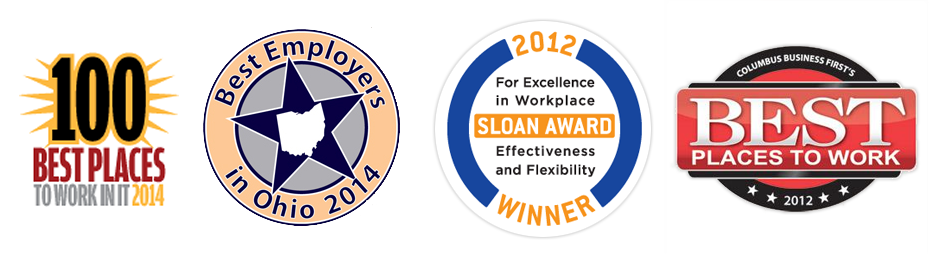 100
BEST PLACES
TO WORK IN IT 2014
Best Employers
in Ohio 2014
2012
For Excellence
in Workplace
SLOAN AWARD
Effectiveness
and Flexibility
WINNER
COLUMBUS BUSINESS FIRST'S
BEST
PLACES TO WORK
2012